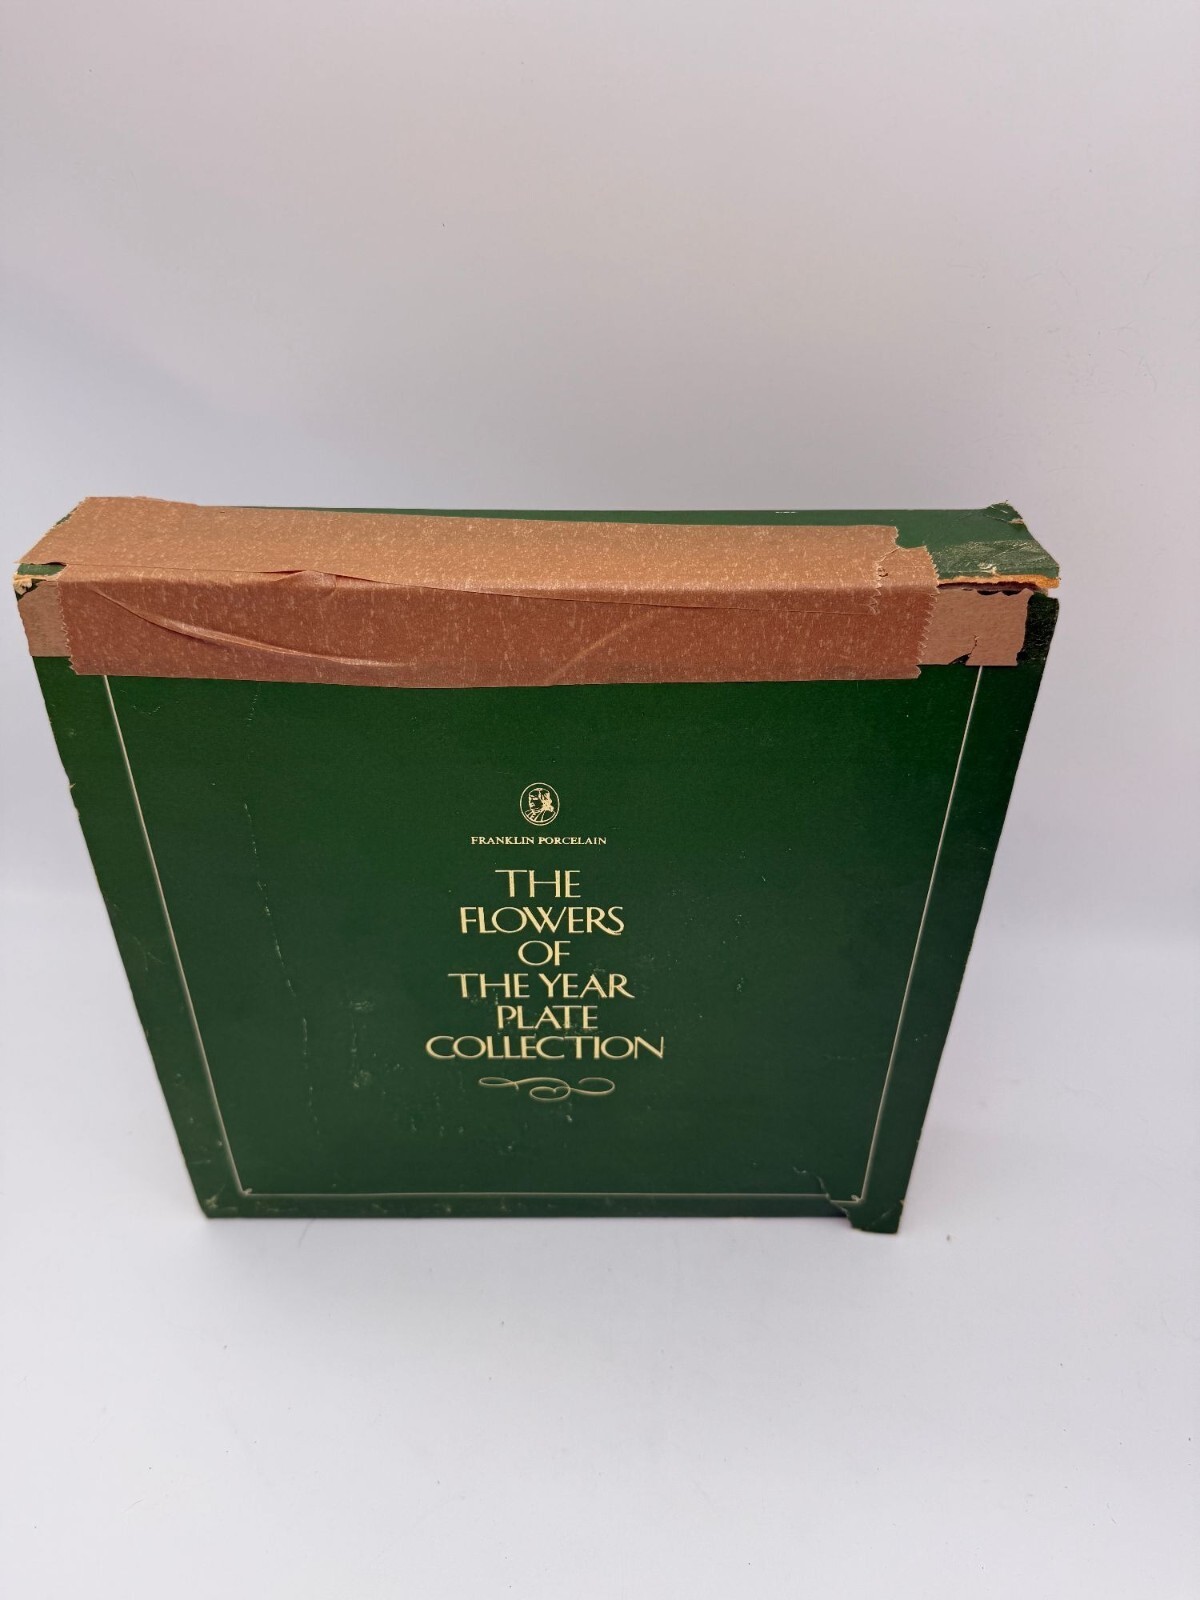 FRANKLIN PORCELAIN
THE
FLOWERS
OF
THE YEAR
PLATE
COLLECTION